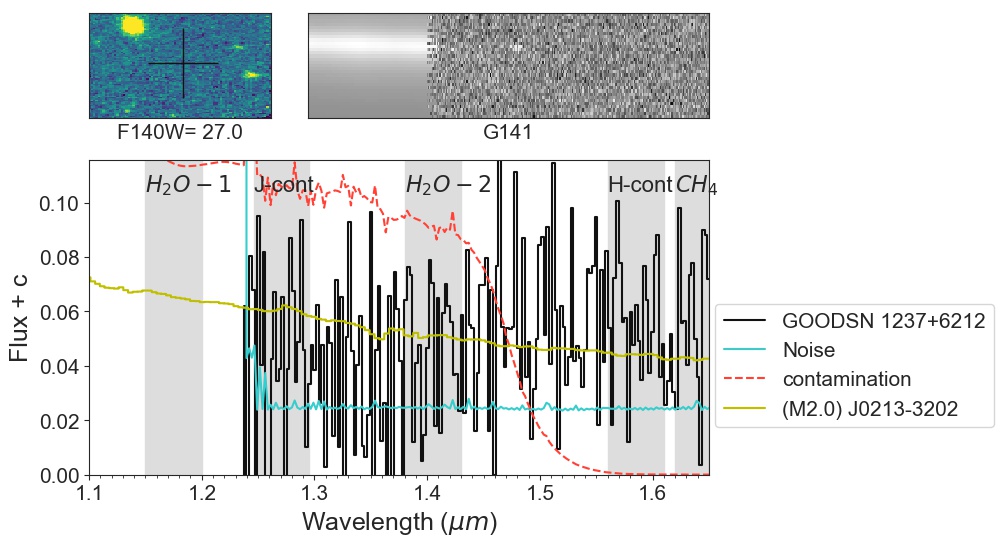 F140W= 27.0
G141
H₂O − 1
J-cont
H₂O − 2
H-cont
CH₄
0.10
0.08
0.06
0.04
0.02
0.00
Flux + c
1.1
1.2
1.3
1.4
1.5
1.6
Wavelength (μm)
GOODSN 1237+6212
Noise
contamination
(M2.0) J0213-3202